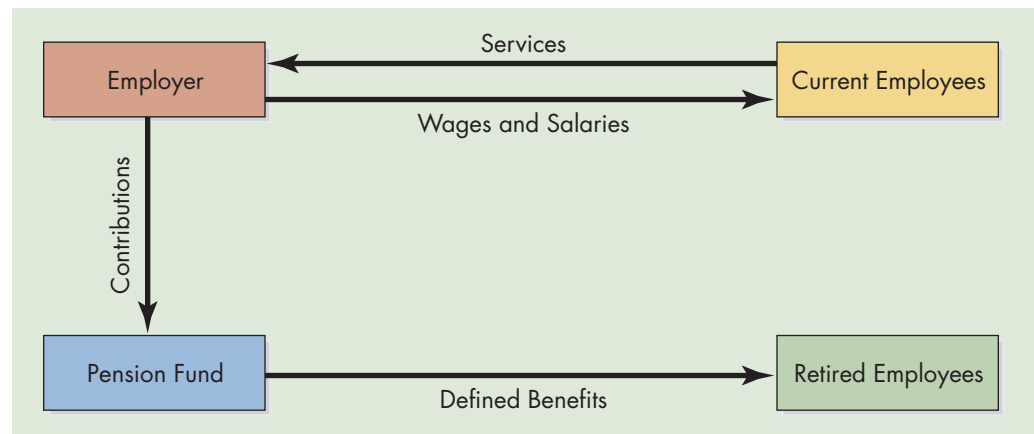 Services
Employer
Current Employees
Wages and Salaries
Contributions
Pension Fund
Retired Employees
Defined Benefits